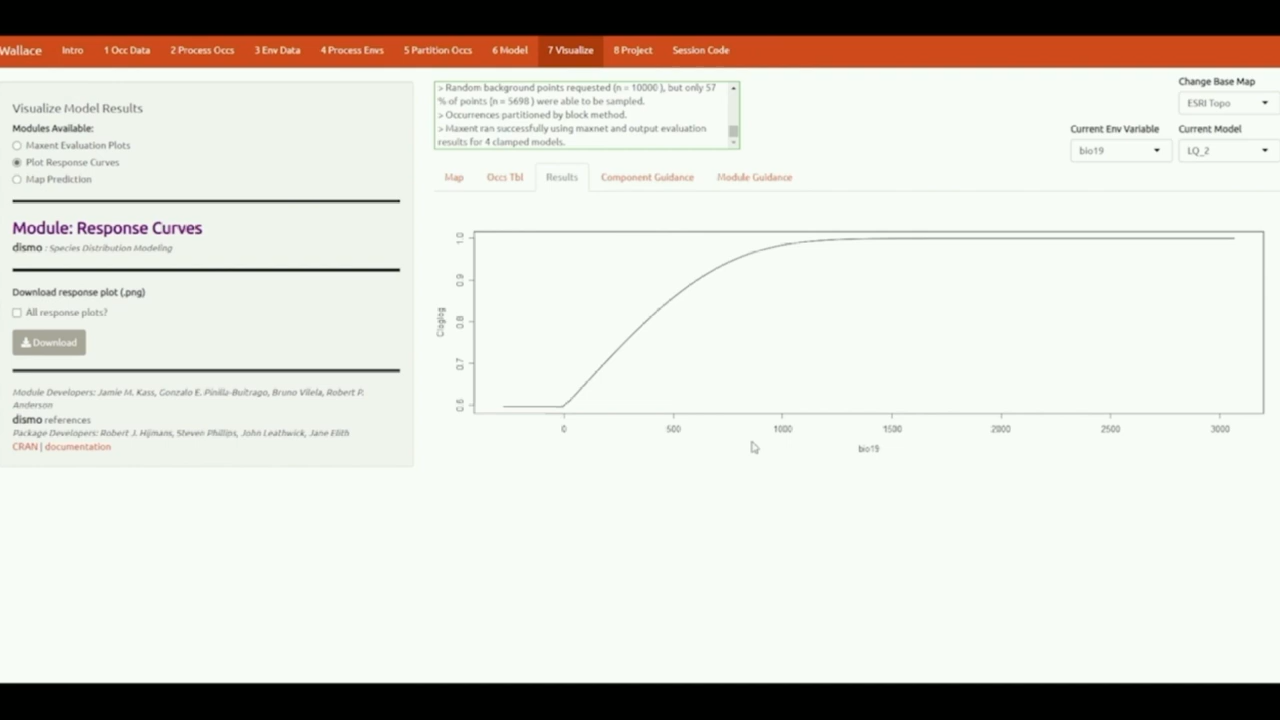 Wallace Intro 1 Occ Data 2 Process Occs 3 Env Data 4 Process Envs 5 Partition Occs 6 Model 7 Visualize 8 Project Session Code
Visualize Model Results
Modules Available:
Maxent Evaluation Plots
Plot Response Curves
Map Prediction
Module: Response Curves
dismo : Species Distribution Modeling
Download response plot (.png)
All response plots?
Download
Module Developers: Jamie M. Kass, Gonzalo E. Pinilla-Buitrago, Bruno Vilela, Robert P.
Anderson
dismo references
Package Developers: Robert J. Hijmans, Steven Phillips, John Leathwick, Jane Elith
CRAN | documentation
> Random background points requested (n = 10000 ), but only 57
% of points (n = 5698 ) were able to be sampled.
> Occurrences partitioned by block method.
> Maxent ran successfully using maxnet and output evaluation
results for 4 clamped models.
Change Base Map
ESRI Topo
Current Env Variable
bio19
Current Model
LQ_2
Map Occs Tbl Results Component Guidance Module Guidance
1.0
0.9
0.8
0.7
0.6
Cloglog
0 500 1000 1500 2000 2500 3000
bio19